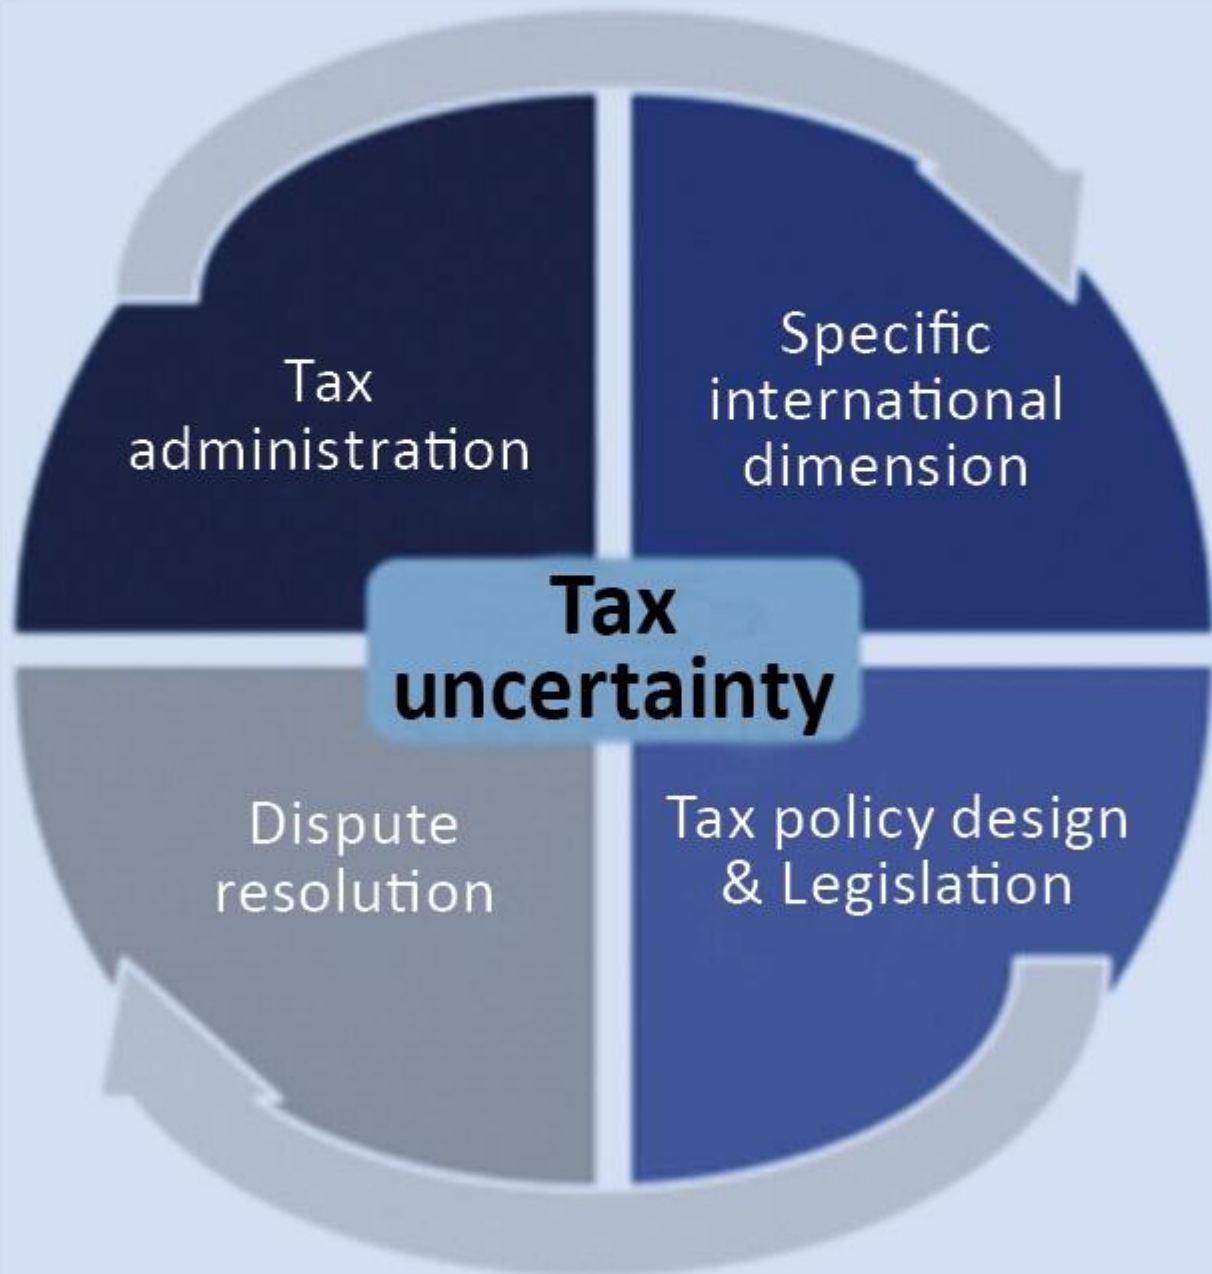 Tax
administration
Specific
international
dimension
Tax
uncertainty
Dispute
resolution
Tax policy design
& Legislation